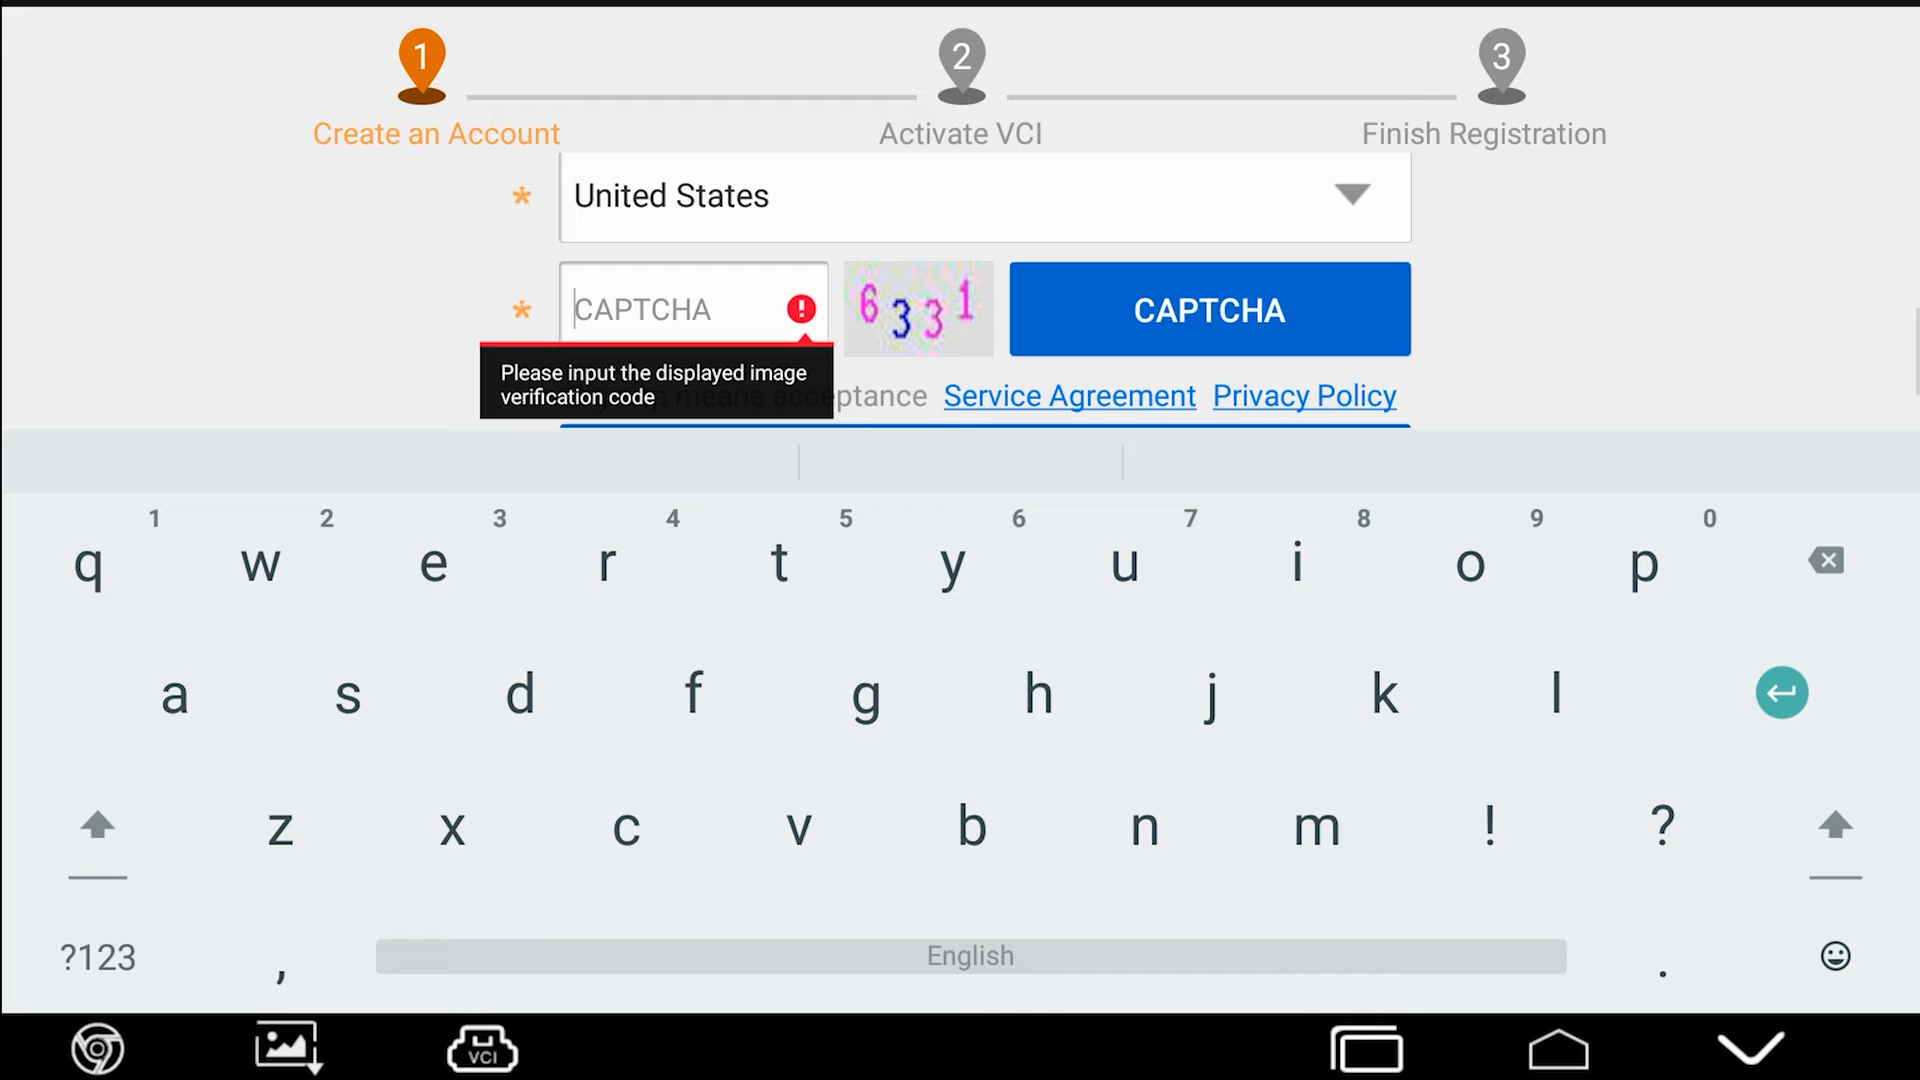 1 2 3
Create an Account Activate VCI Finish Registration
* United States
* CAPTCHA ! 6331 CAPTCHA
Please input the displayed image
verification code
means acceptance Service Agreement Privacy Policy
1 2 3 4 5 6 7 8 9 0
q w e r t y u i o p
a s d f g h j k l
z x c v b n m ! ?
?123 , English .
VCI